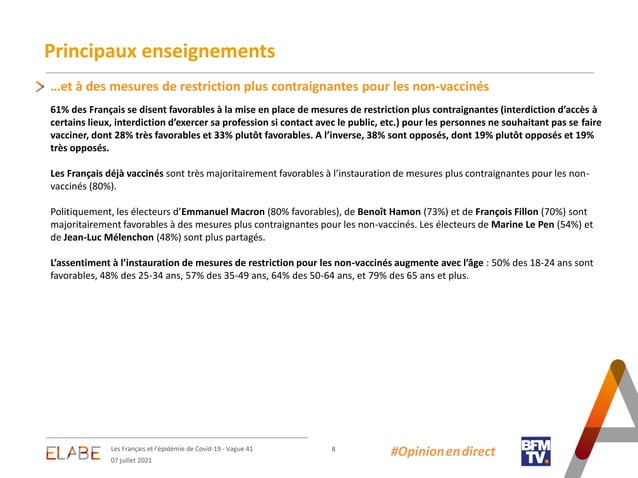 Principaux enseignements
…et à des mesures de restriction plus contraignantes pour les non-vaccinés
61% des Français se disent favorables à la mise en place de mesures de restriction plus contraignantes (interdiction d'accès à
certains lieux, interdiction d'exercer sa profession si contact avec le public, etc.) pour les personnes ne souhaitant pas se faire
vacciner, dont 28% très favorables et 33% plutôt favorables. A l'inverse, 38% sont opposés, dont 19% plutôt opposés et 19%
très opposés.
Les Français déjà vaccinés sont très majoritairement favorables à l'instauration de mesures plus contraignantes pour les non-
vaccinés (80%).
Politiquement, les électeurs d'Emmanuel Macron (80% favorables), de Benoît Hamon (73%) et de François Fillon (70%) sont
majoritairement favorables à des mesures plus contraignantes pour les non-vaccinés. Les électeurs de Marine Le Pen (54%) et
de Jean-Luc Mélenchon (48%) sont plus partagés.
L'assentiment à l'instauration de mesures de restriction pour les non-vaccinés augmente avec l'âge : 50% des 18-24 ans sont
favorables, 48% des 25-34 ans, 57% des 35-49 ans, 64% des 50-64 ans, et 79% des 65 ans et plus.
ELABE
Les Français et l'épidémie de Covid-19 - Vague 41
07 juillet 2021
8
#Opinionendirect
BFM
TV.